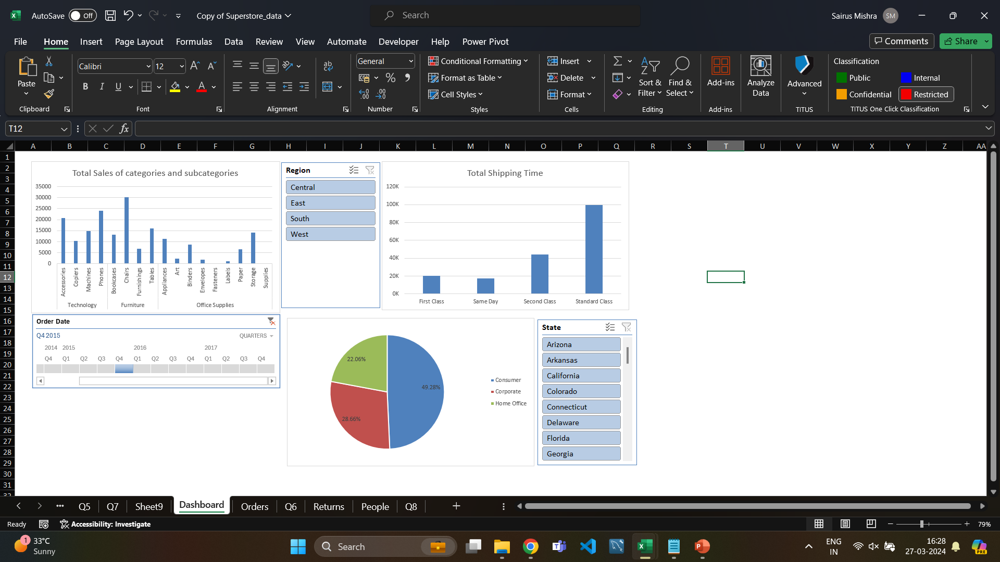 AutoSave Off Copy of Superstore_data Search Sairus Mishra SM
File Home Insert Page Layout Formulas Data Review View Automate Developer Help Power Pivot Comments Share
Paste
Clipboard
Calibri 12
B I U
Font
Alignment
General
Number
Conditional Formatting
Format as Table
Cell Styles
Styles
Insert
Delete
Format
Cells
Sort &
Filter
Find &
Select
Editing
Add-ins
Add-ins
Analyze
Data
Advanced
TITUS
Classification
Public Internal
Confidential Restricted
TITUS One Click Classification
T12 fx
A B C D E F G H I J K L M N O P Q R S T U V W X Y Z AA
1
2
3
4
5
6
7
8
9
10
11
12
13
14
15
16
17
18
19
20
21
22
23
24
25
26
27
28
29
30
31
32
Total Sales of categories and subcategories
35000
30000
25000
20000
15000
10000
5000
0
Accessories
Copiers
Machines
Phones
Bookcases
Chairs
Furnishings
Tables
Appliances
Art
Binders
Envelopes
Fasteners
Labels
Paper
Storage
Supplies
Technology Furniture Office Supplies
Region
Central
East
South
West
Total Shipping Time
120K
100K
80K
60K
40K
20K
0K
First Class Same Day Second Class Standard Class
Order Date
Q4 2015 QUARTERS
2014 2015 2016 2017
Q4 Q1 Q2 Q3 Q4 Q1 Q2 Q3 Q4 Q1 Q2 Q3 Q4
22.06%
49.28%
28.66%
Consumer
Corporate
Home Office
State
Arizona
Arkansas
California
Colorado
Connecticut
Delaware
Florida
Georgia
Q5 Q7 Sheet9 Dashboard Orders Q6 Returns People Q8
Ready Accessibility: Investigate 79%
1 33°C
Sunny
Search
ENG
IN
16:28
27-03-2024
PRE